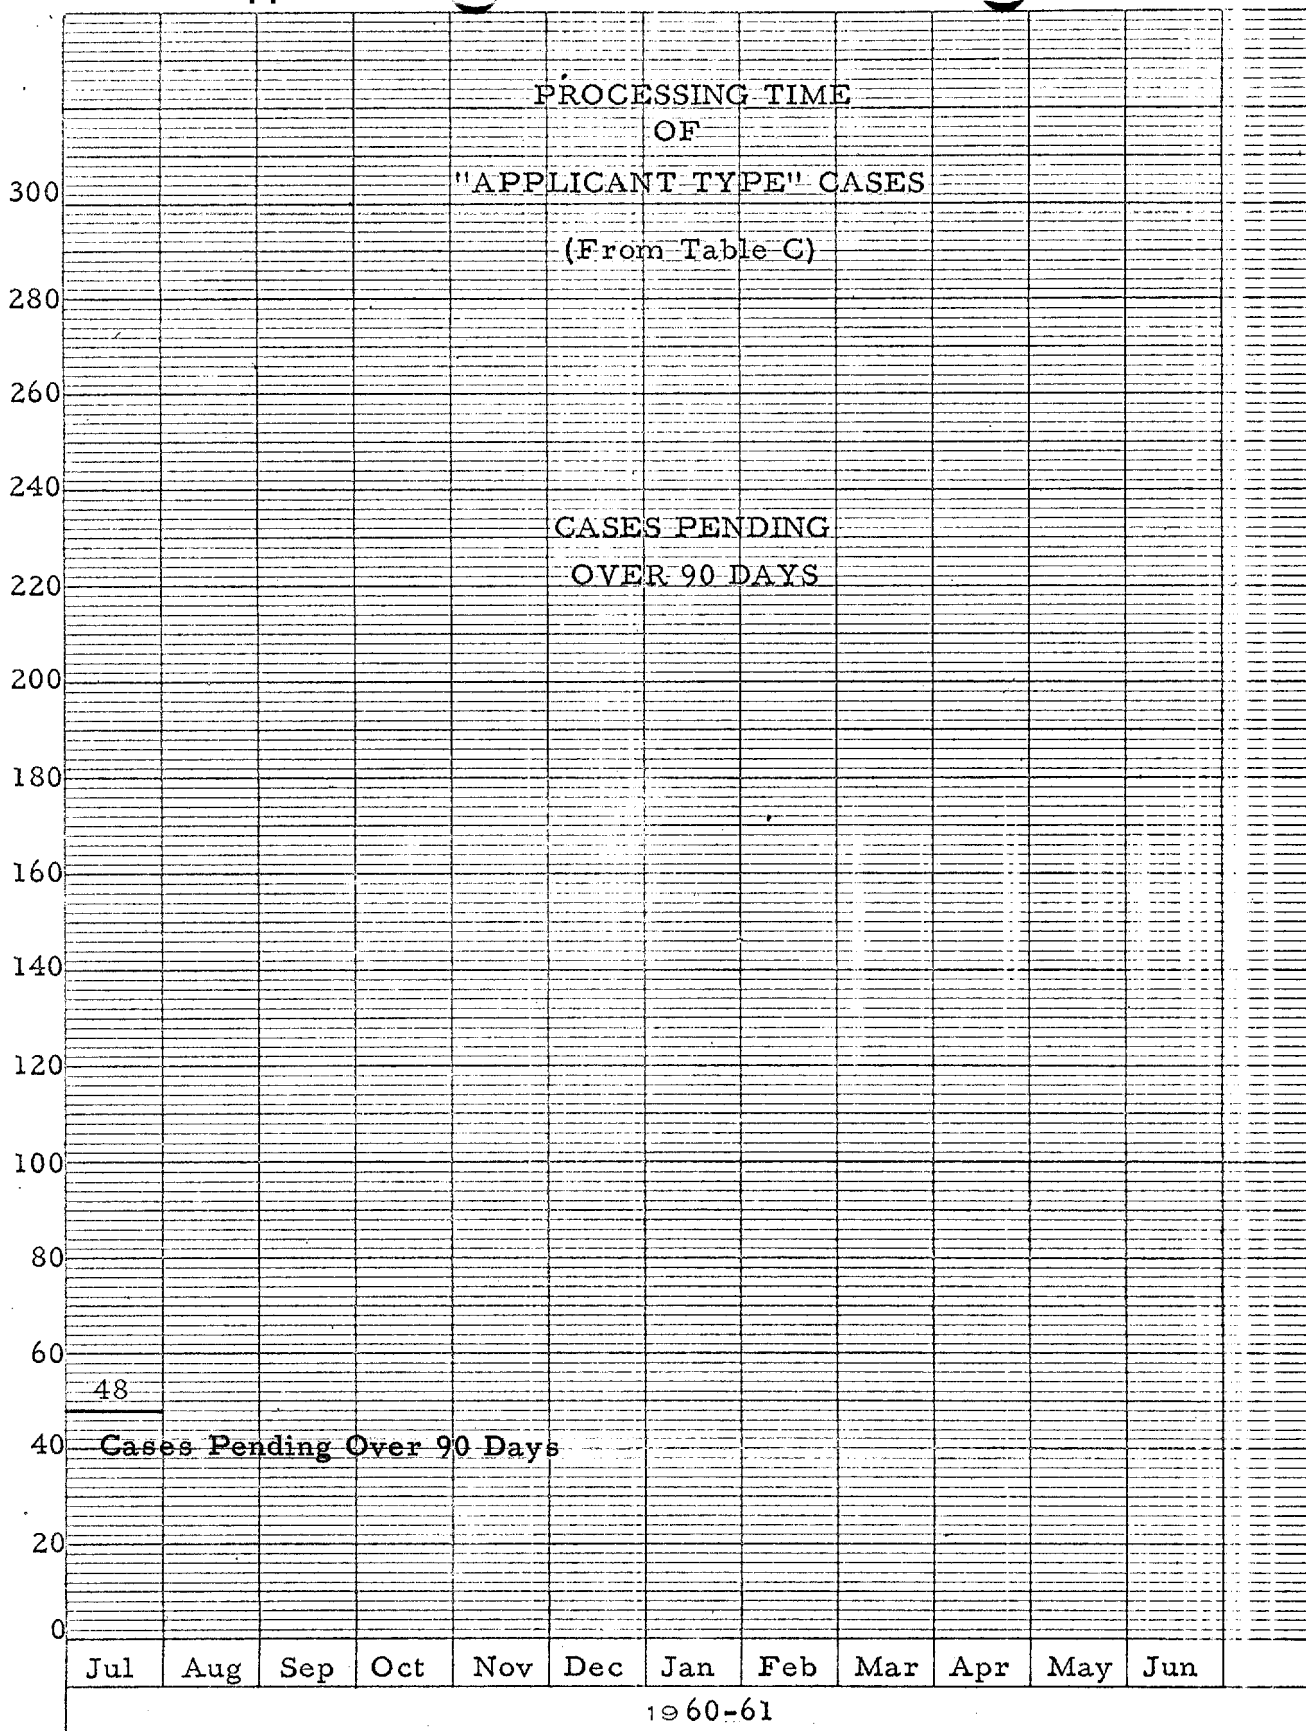 PROCESSING TIME
OF
"APPLICANT TYPE" CASES
(From Table C)
300
280
260
240
CASES PENDING
OVER 90 DAYS
220
200
180
160
140
120
100
80
60
48
40 Cases Pending Over 90 Days
20
0
Jul Aug Sep Oct Nov Dec Jan Feb Mar Apr May Jun
1960-61